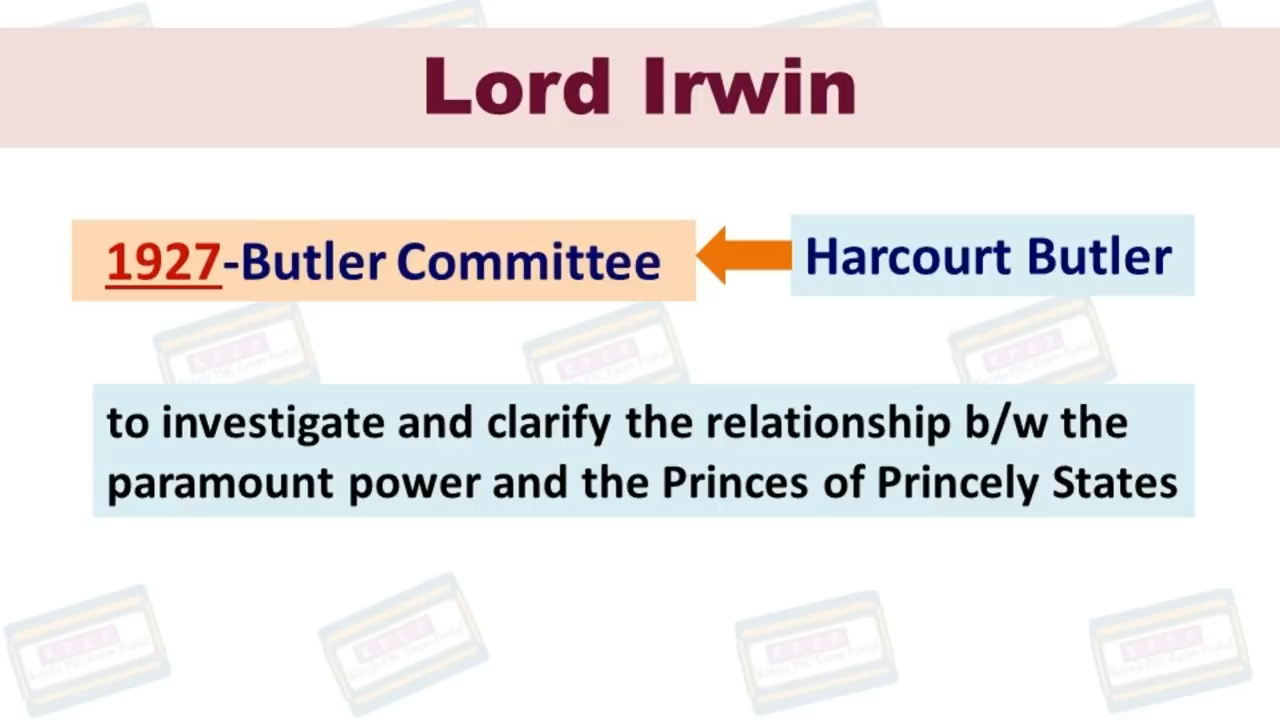 Lord Irwin
1927-Butler Committee
Harcourt Butler
to investigate and clarify the relationship b/w the
paramount power and the Princes of Princely States